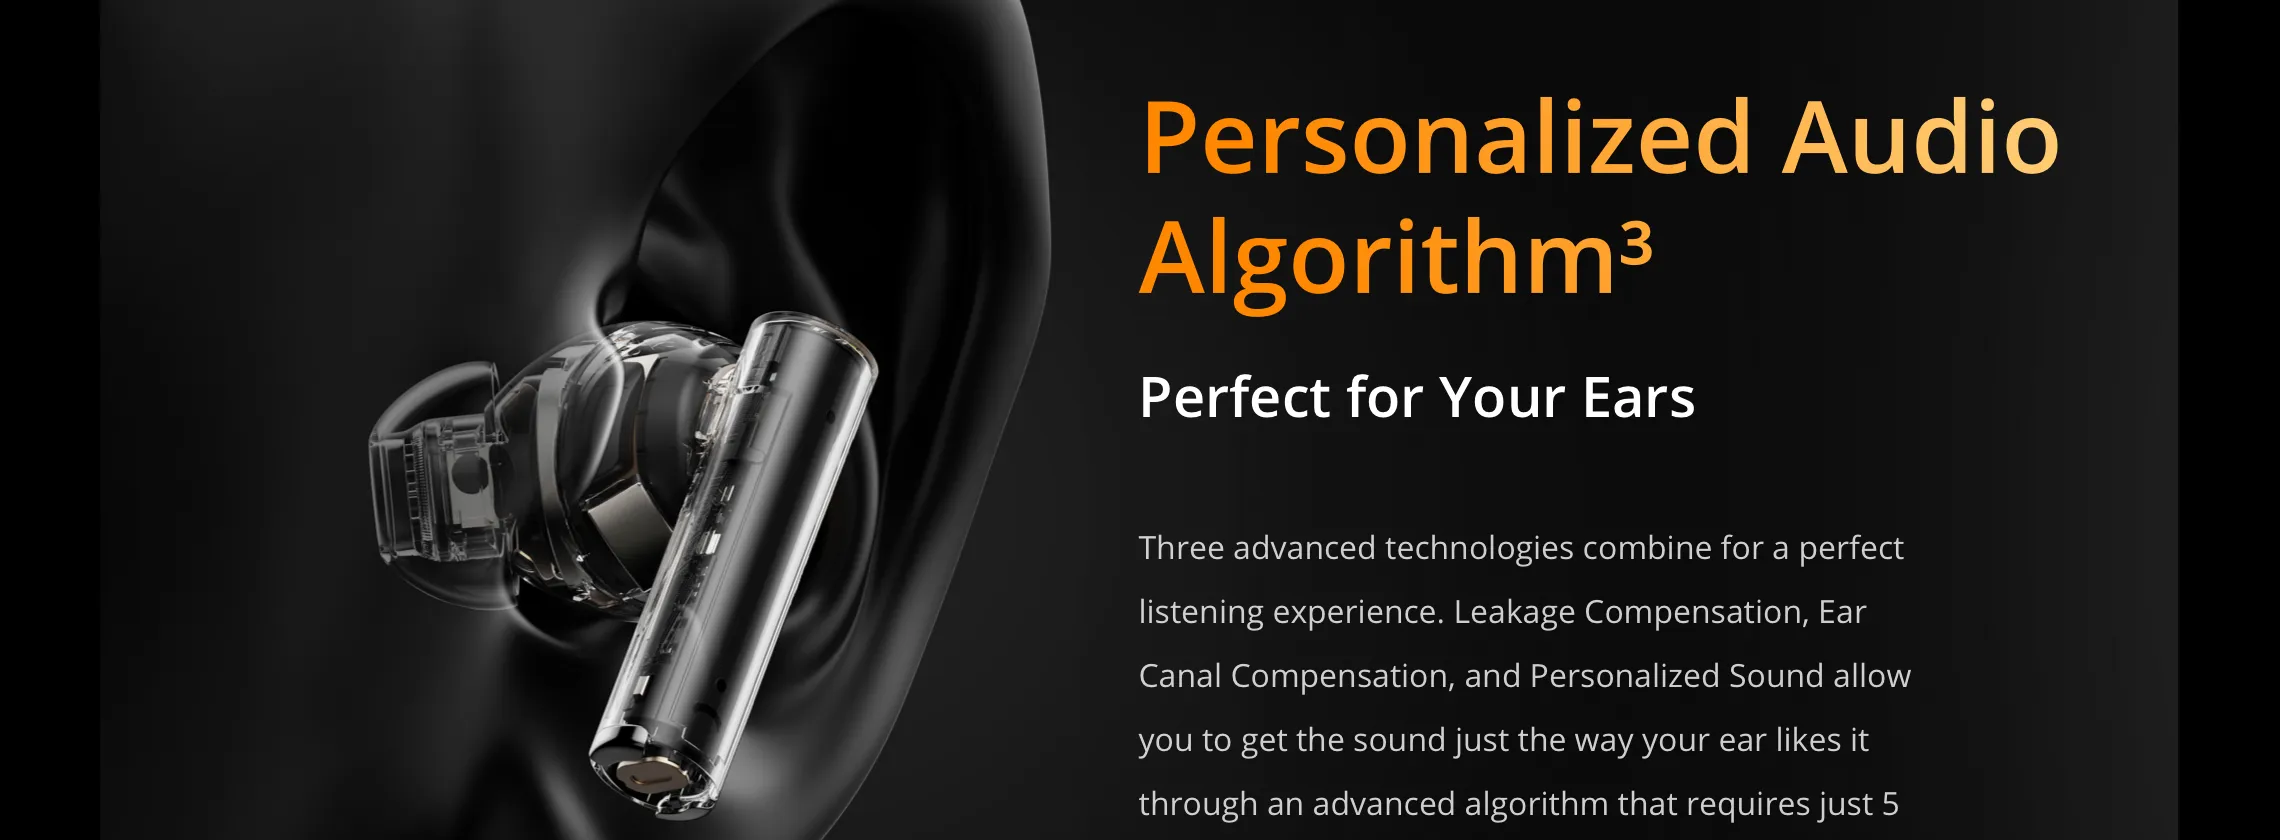 Personalized Audio
Algorithm³
Perfect for Your Ears
Three advanced technologies combine for a perfect
listening experience. Leakage Compensation, Ear
Canal Compensation, and Personalized Sound allow
you to get the sound just the way your ear likes it
through an advanced algorithm that requires just 5